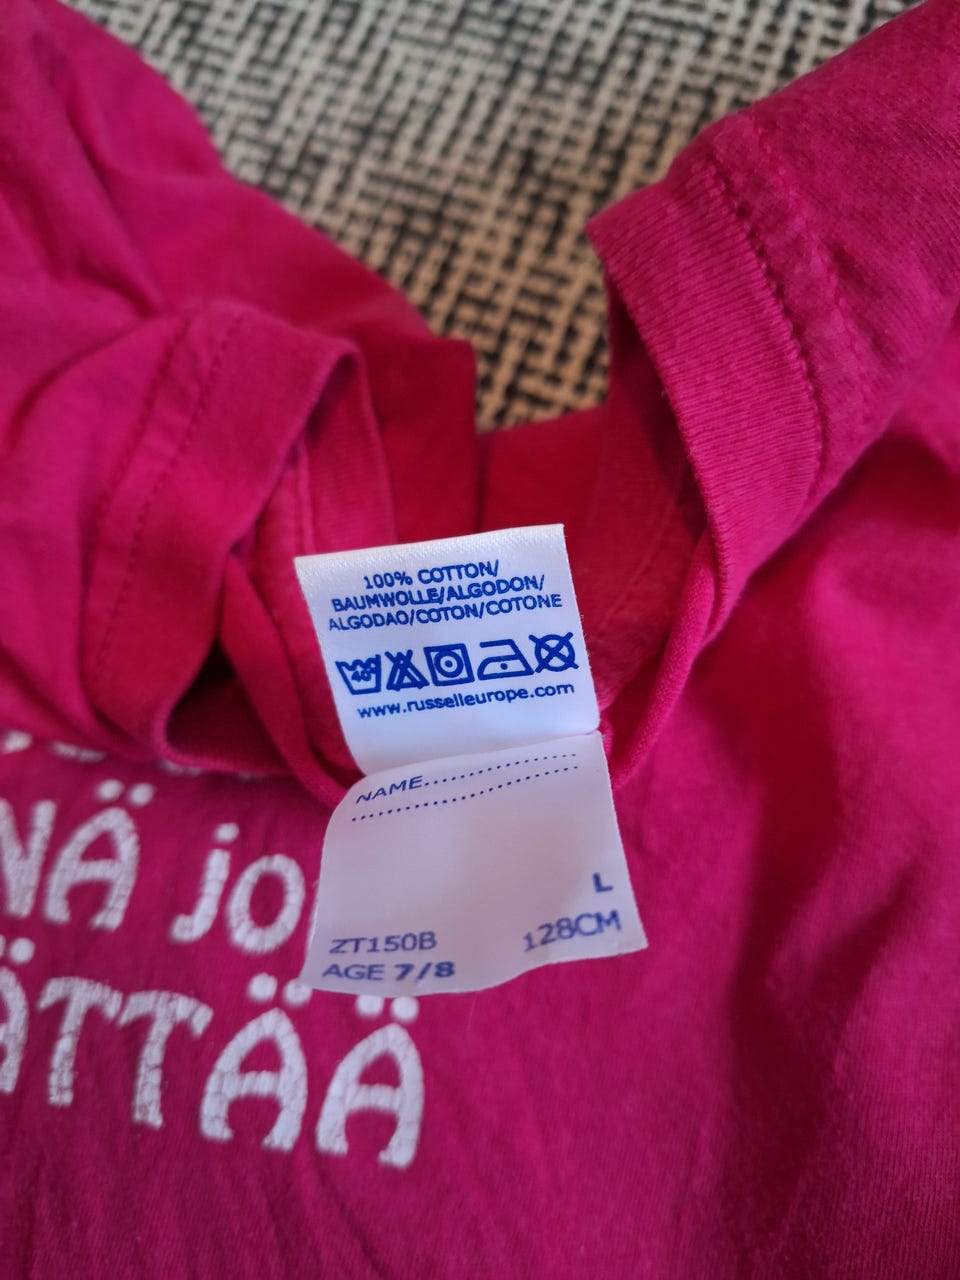 100% COTTON/
BAUMWOLLE/ALGODON/
ALGODAO/COTON/COTONE
40°
www.russelleurope.com
NAME..................
............................
L
ZT150B 128CM
AGE 7/8
NÄ jo
ÄTTÄÄ